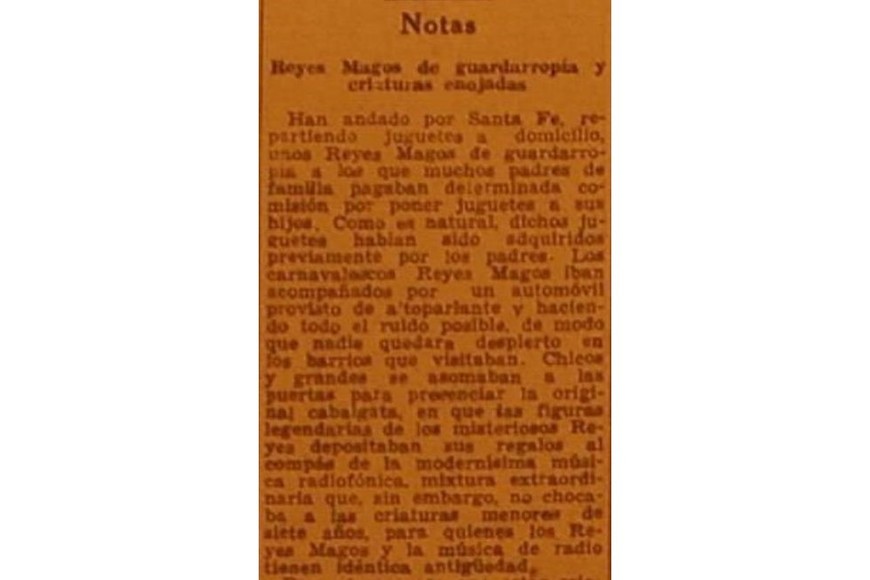 Notas
Reyes Magos de guardarropía y
criaturas enojadas
Han andado por Santa Fe, re-
partiendo juguetes a domicilio,
unos Reyes Magos de guardarro-
pía a los que muchos padres de
familia pagaban determinada co-
misión por poner juguetes a sus
hijos. Como es natural, dichos ju-
guetes habían sido adquiridos
previamente por los padres. Los
carnavalescos Reyes Magos iban
acompañados por un automóvil
provisto de a'toparlante y hacien-
do todo el ruido posible, de modo
que nadie quedara despierto en
los barrios que visitaban. Chicos
y grandes se asomaban a las
puertas para presenciar la origi-
nal cabalgata, en que las figuras
legendarias de los misteriosos Re-
yes depositaban sus regalos al
compás de la modernísima músi-
ca radiofónica, mixtura extraordi-
naria que, sin embargo, no choca-
ba a las criaturas menores de
siete años, para quienes los Re-
yes Magos y la música de radio
tienen idéntica antigüedad.